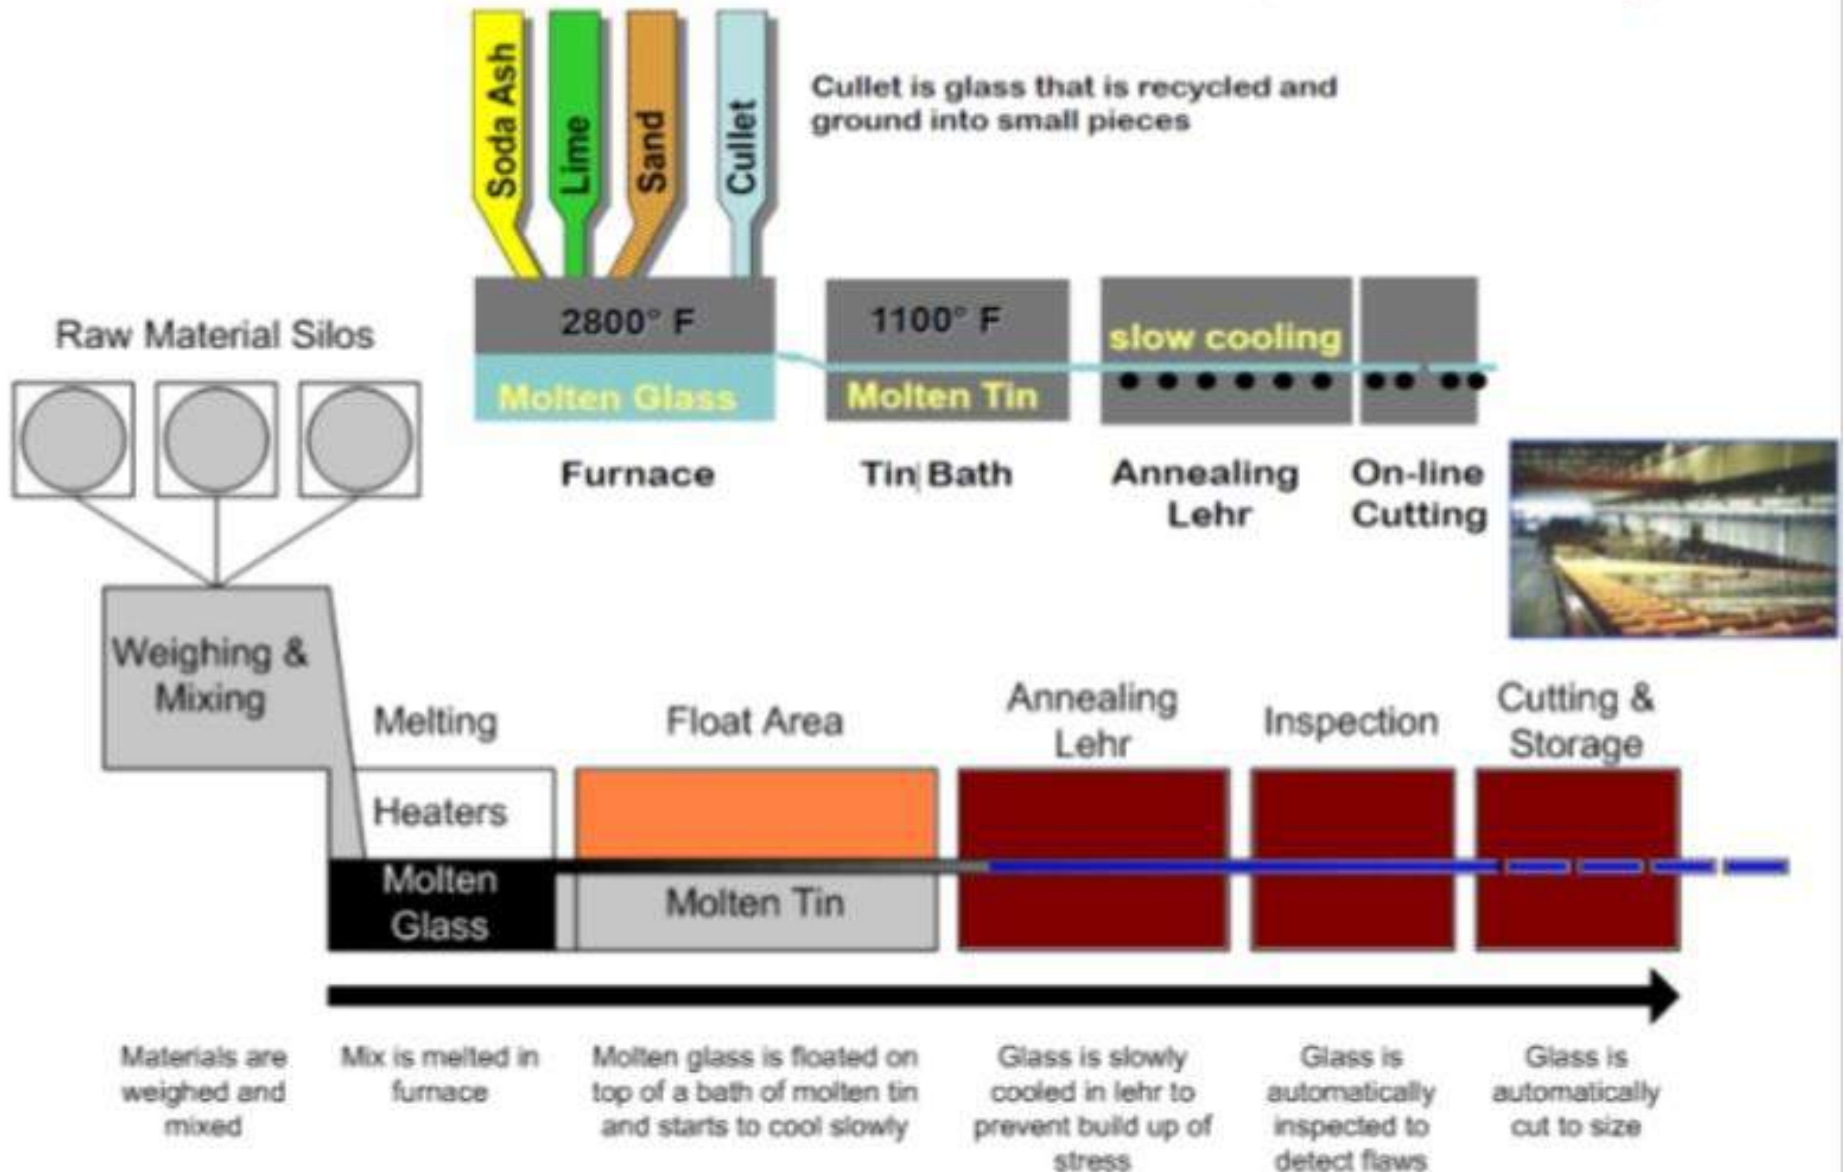 Soda Ash
Lime
Sand
Cullet
Cullet is glass that is recycled and
ground into small pieces
2800° F
Molten Glass
1100° F
Molten Tin
slow cooling
Furnace
Tin Bath
Annealing
Lehr
On-line
Cutting
Raw Material Silos
Weighing &
Mixing
Melting
Float Area
Annealing
Lehr
Inspection
Cutting &
Storage
Heaters
Molten
Glass
Molten Tin
Materials are
weighed and
mixed
Mix is melted in
furnace
Molten glass is floated on
top of a bath of molten tin
and starts to cool slowly
Glass is slowly
cooled in lehr to
prevent build up of
stress
Glass is
automatically
inspected to
detect flaws
Glass is
automatically
cut to size